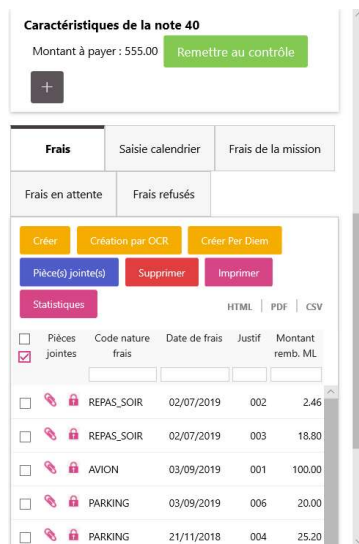 Caractéristiques de la note 40
Montant à payer : 555.00 Remettre au contrôle
+
Frais Saisie calendrier Frais de la mission
Frais en attente Frais refusés
Créer Création par OCR Créer Per Diem
Pièce(s) jointe(s) Supprimer Imprimer
Statistiques HTML | PDF | CSV
Pièces Code nature Date de frais Justif Montant
jointes frais remb. ML
REPAS_SOIR 02/07/2019 002 2.46
REPAS_SOIR 02/07/2019 003 18.80
AVION 03/09/2019 001 100.00
PARKING 03/09/2019 006 20.00
PARKING 21/11/2018 004 25.20